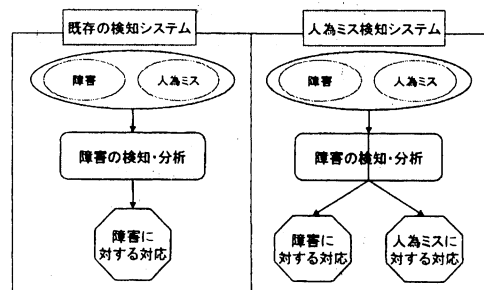 既存の検知システム
障害
人為ミス
障害の検知・分析
障害に
対する対応
人為ミス検知システム
障害
人為ミス
障害の検知・分析
障害に
対する対応
人為ミスに
対する対応